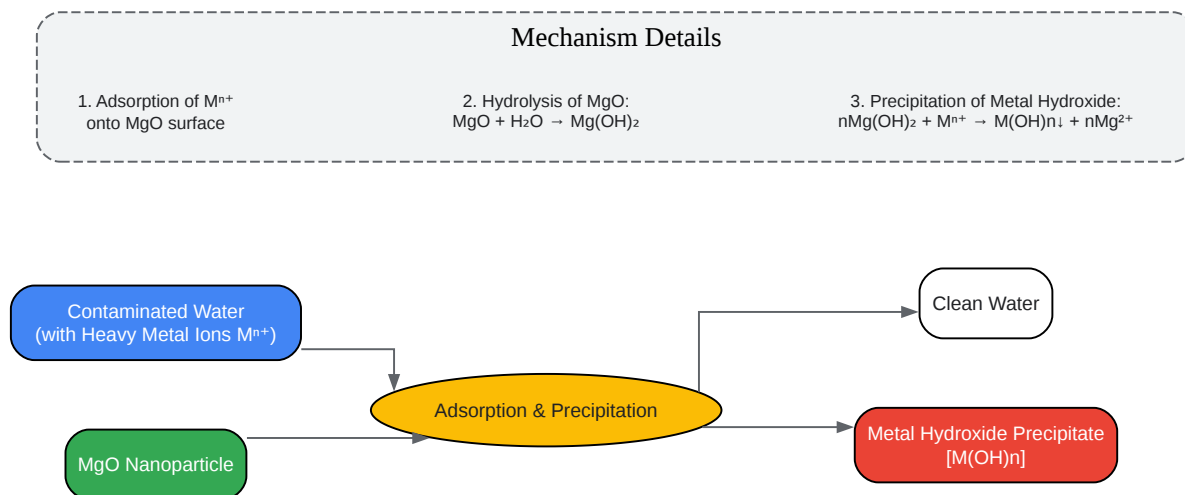 Mechanism Details
1. Adsorption of Mⁿ⁺
onto MgO surface
2. Hydrolysis of MgO:
MgO + H₂O → Mg(OH)₂
3. Precipitation of Metal Hydroxide:
nMg(OH)₂ + Mⁿ⁺ → M(OH)n↓ + nMg²⁺
Contaminated Water
(with Heavy Metal Ions Mⁿ⁺)
Clean Water
Adsorption & Precipitation
MgO Nanoparticle
Metal Hydroxide Precipitate
[M(OH)n]